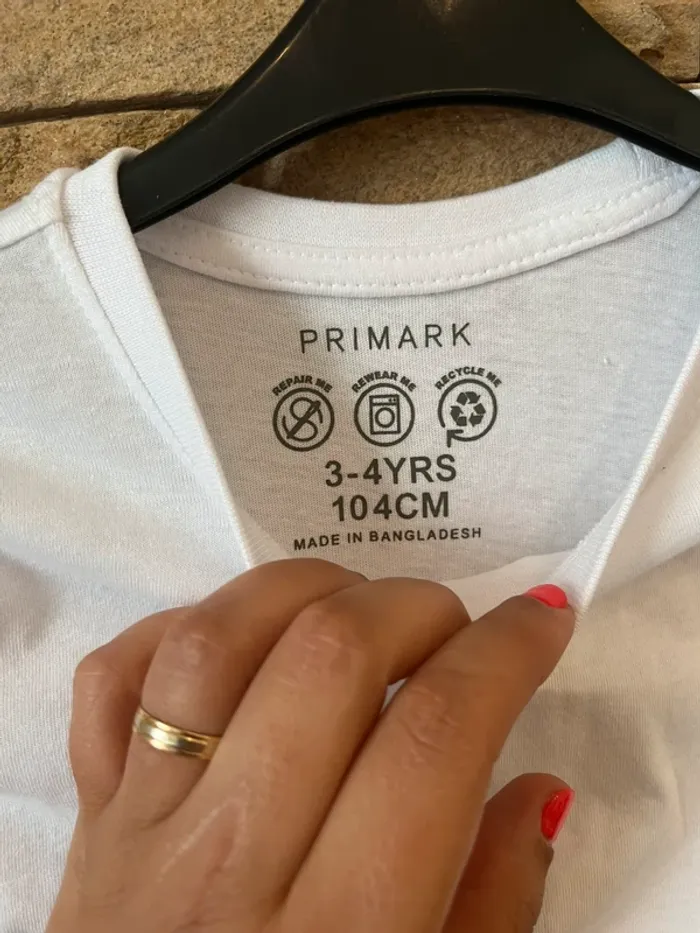 PRIMARK
REPAIR ME REWEAR ME RECYCLE ME
3-4YRS
104CM
MADE IN BANGLADESH